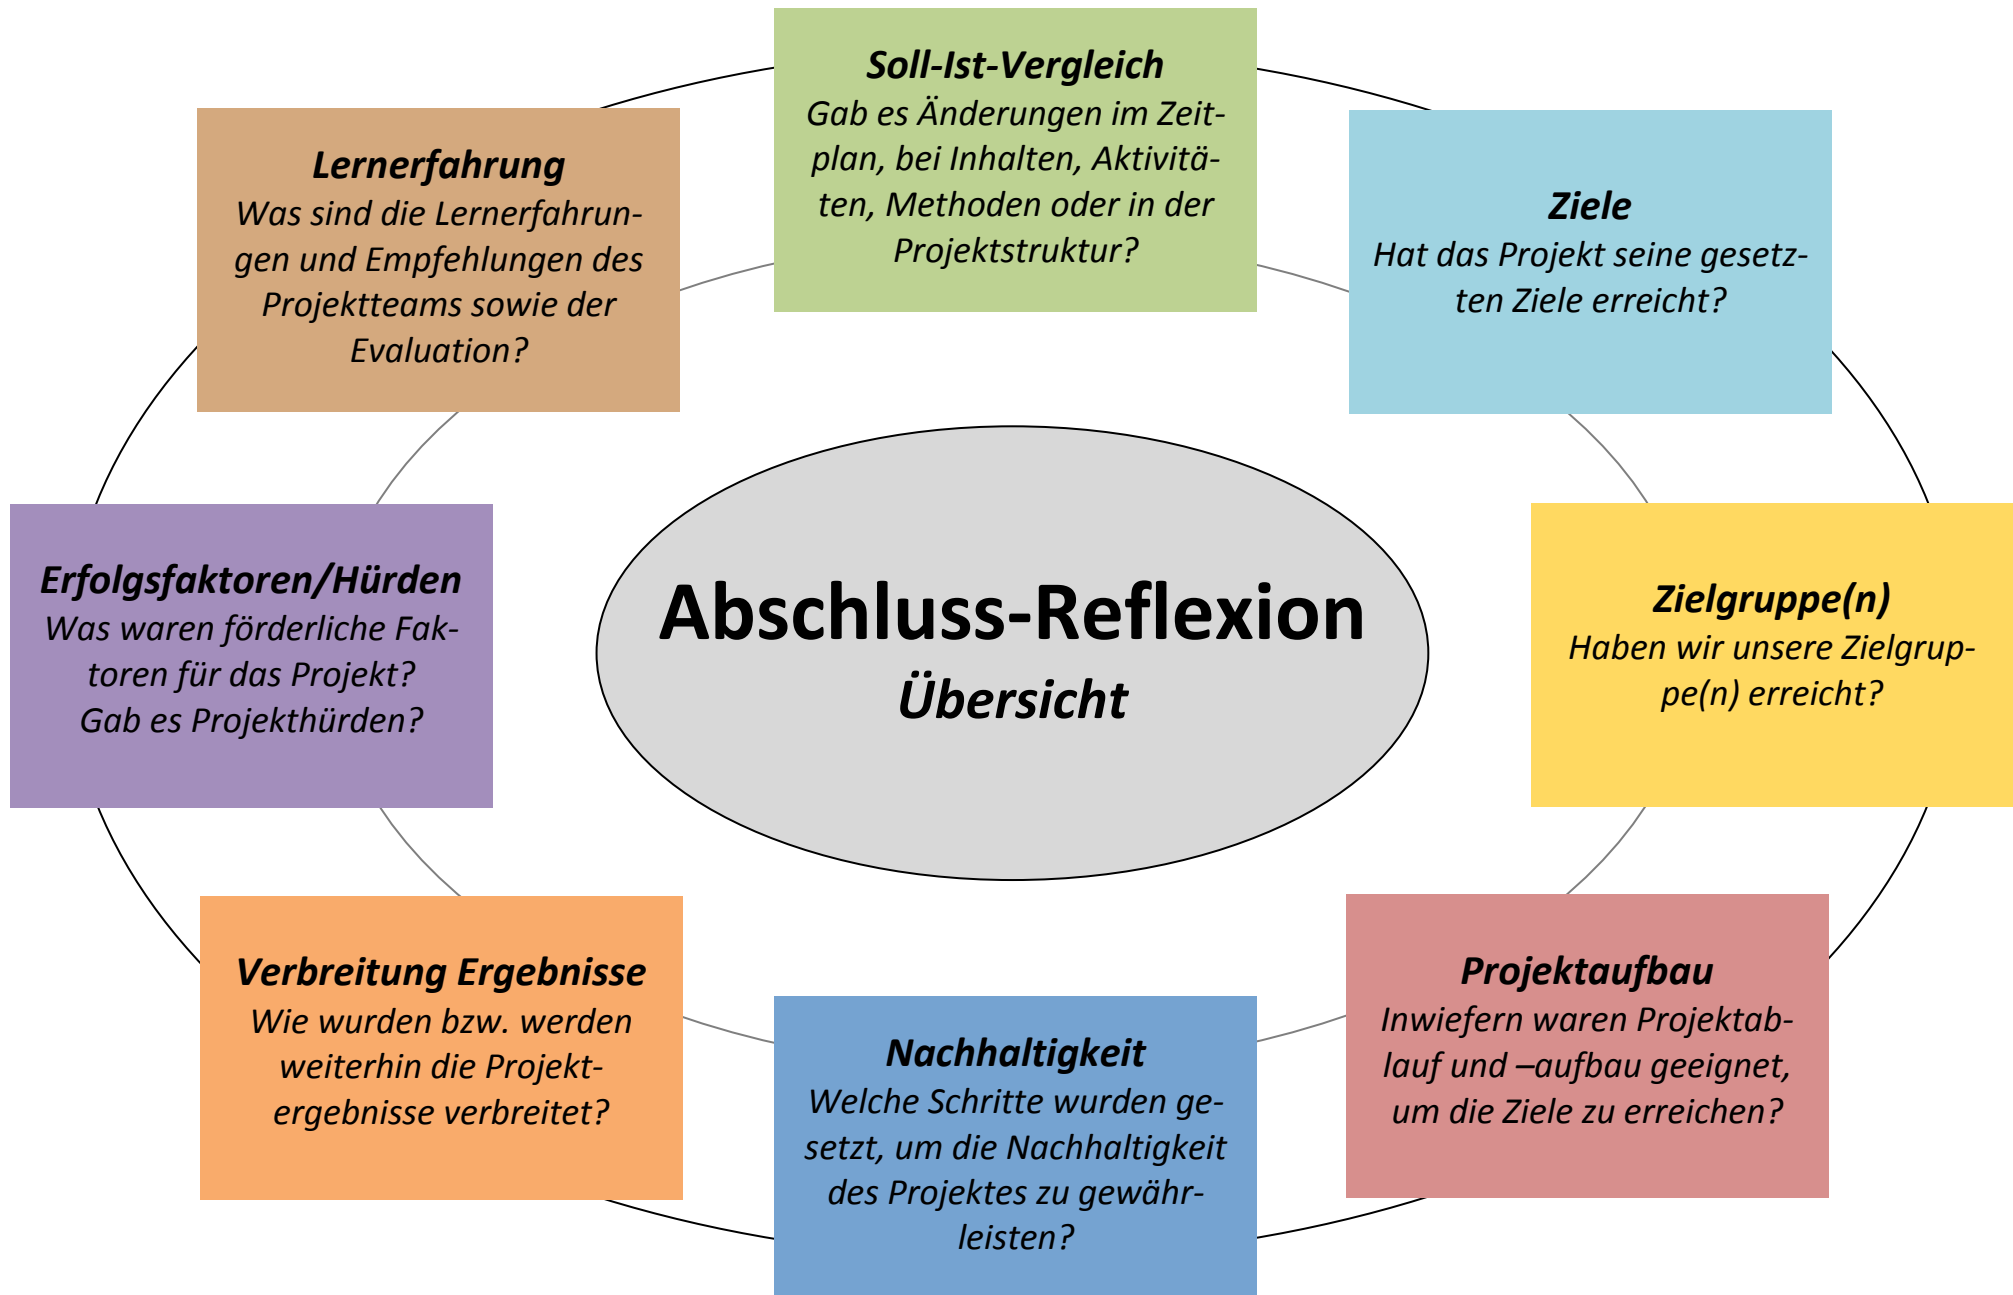 Soll-Ist-Vergleich
Gab es Änderungen im Zeit-
plan, bei Inhalten, Aktivitä-
ten, Methoden oder in der
Projektstruktur?
Ziele
Hat das Projekt seine gesetz-
ten Ziele erreicht?
Zielgruppe(n)
Haben wir unsere Zielgrup-
pe(n) erreicht?
Projektaufbau
Inwiefern waren Projektab-
lauf und –aufbau geeignet,
um die Ziele zu erreichen?
Nachhaltigkeit
Welche Schritte wurden ge-
setzt, um die Nachhaltigkeit
des Projektes zu gewähr-
leisten?
Verbreitung Ergebnisse
Wie wurden bzw. werden
weiterhin die Projekt-
ergebnisse verbreitet?
Erfolgsfaktoren/Hürden
Was waren förderliche Fak-
toren für das Projekt?
Gab es Projekthürden?
Lernerfahrung
Was sind die Lernerfahrun-
gen und Empfehlungen des
Projektteams sowie der
Evaluation?
Abschluss-Reflexion
Übersicht